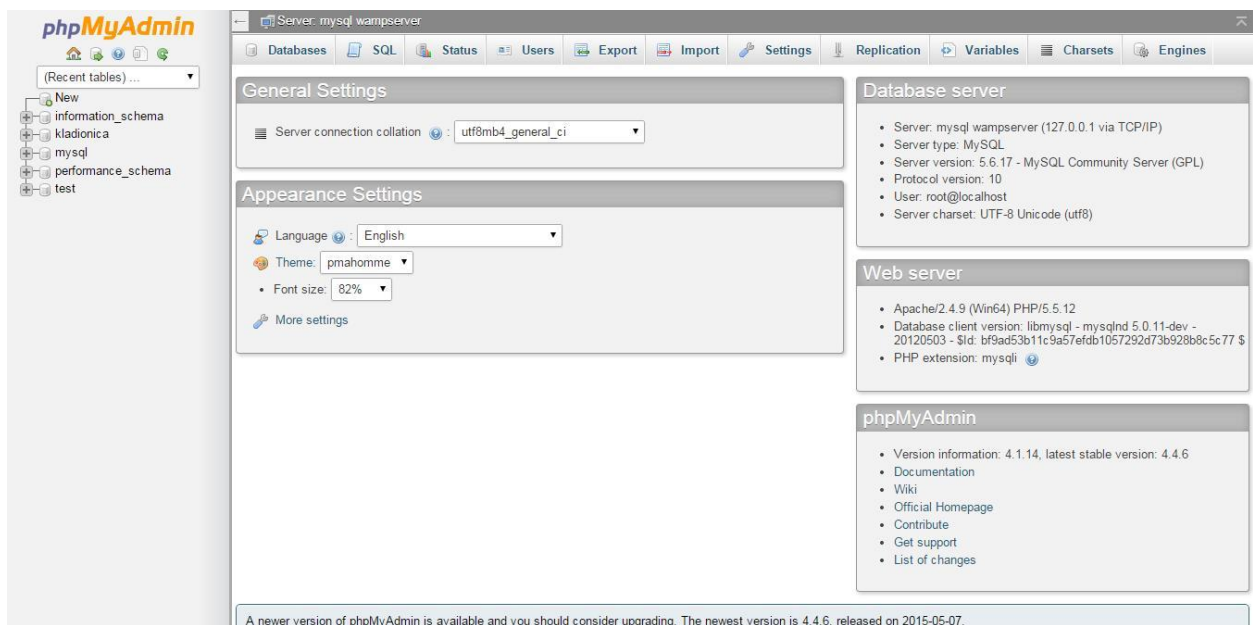 phpMyAdmin
(Recent tables) ...
New
information_schema
kladionica
mysql
performance_schema
test
Server: mysql wampserver
Databases SQL Status Users Export Import Settings Replication Variables Charsets Engines
General Settings
Server connection collation : utf8mb4_general_ci
Appearance Settings
Language : English
Theme: pmahomme
• Font size: 82%
More settings
Database server
• Server: mysql wampserver (127.0.0.1 via TCP/IP)
• Server type: MySQL
• Server version: 5.6.17 - MySQL Community Server (GPL)
• Protocol version: 10
• User: root@localhost
• Server charset: UTF-8 Unicode (utf8)
Web server
• Apache/2.4.9 (Win64) PHP/5.5.12
• Database client version: libmysql - mysqlnd 5.0.11-dev -
20120503 - $Id: bf9ad53b11c9a57efdb1057292d73b928b8c5c77 $
• PHP extension: mysqli
phpMyAdmin
• Version information: 4.1.14, latest stable version: 4.4.6
• Documentation
• Wiki
• Official Homepage
• Contribute
• Get support
• List of changes
A newer version of phpMyAdmin is available and you should consider upgrading. The newest version is 4.4.6, released on 2015-05-07.